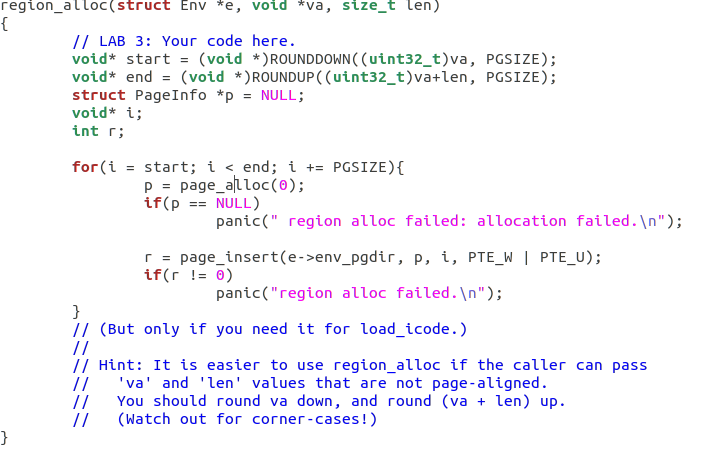 region_alloc(struct Env *e, void *va, size_t len)
{
        // LAB 3: Your code here.
        void* start = (void *)ROUNDDOWN((uint32_t)va, PGSIZE);
        void* end = (void *)ROUNDUP((uint32_t)va+len, PGSIZE);
        struct PageInfo *p = NULL;
        void* i;
        int r;

        for(i = start; i < end; i += PGSIZE){
                p = page_alloc(0);
                if(p == NULL)
                        panic(" region alloc failed: allocation failed.\n");

                r = page_insert(e->env_pgdir, p, i, PTE_W | PTE_U);
                if(r != 0)
                        panic("region alloc failed.\n");
        }
        // (But only if you need it for load_icode.)
        //
        // Hint: It is easier to use region_alloc if the caller can pass
        //   'va' and 'len' values that are not page-aligned.
        //   You should round va down, and round (va + len) up.
        //   (Watch out for corner-cases!)
}